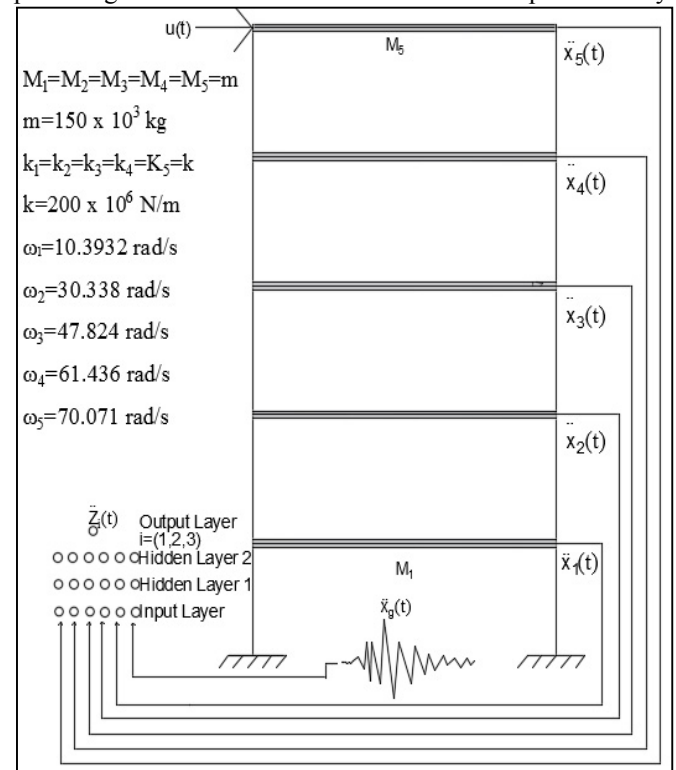 u(t)
M₅
ẍ₅(t)
M₁=M₂=M₃=M₄=M₅=m
m=150 x 10³ kg
ẍ₄(t)
k₁=k₂=k₃=k₄=K₅=k
k=200 x 10⁶ N/m
ω₁=10.3932 rad/s
ω₂=30.338 rad/s
ẍ₃(t)
ω₃=47.824 rad/s
ω₄=61.436 rad/s
ω₅=70.071 rad/s
ẍ₂(t)
Z̈ᵢ(t)
Output Layer
i=(1,2,3)
Hidden Layer 2
ẍ₁(t)
M₁
Hidden Layer 1
Input Layer
ẍg(t)